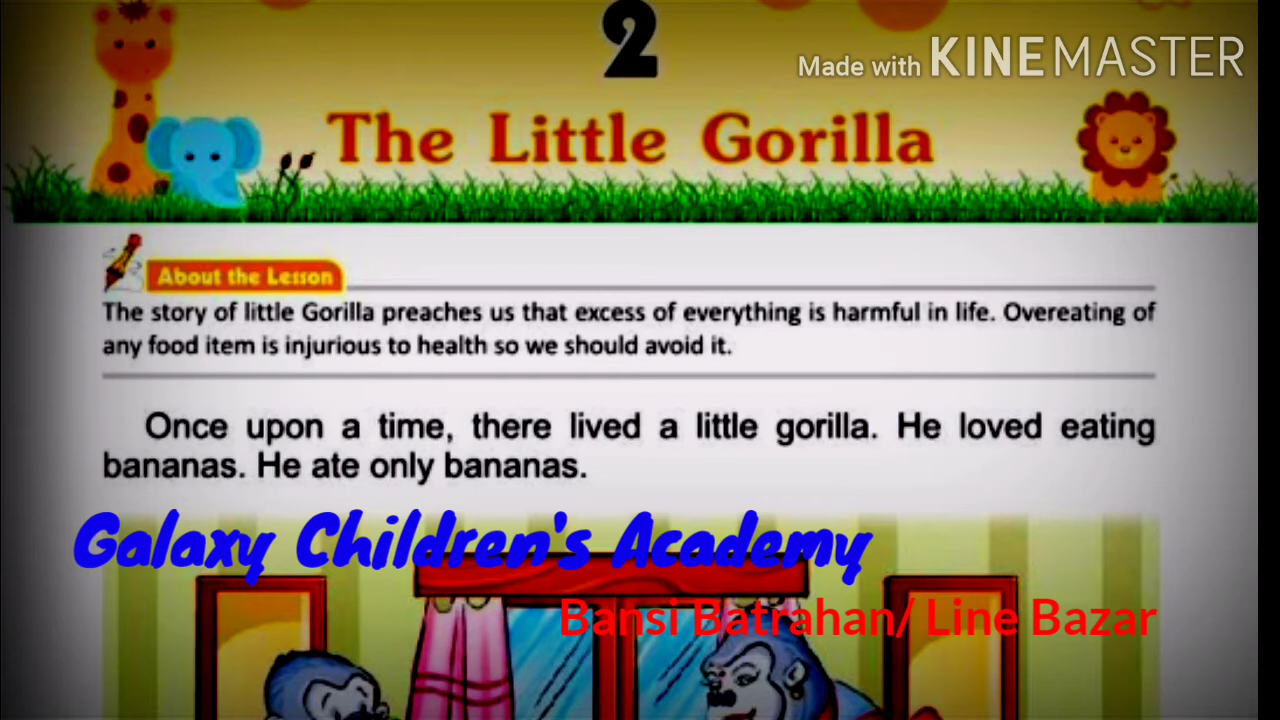 2
Made with KINEMASTER
The Little Gorilla
About the Lesson
The story of little Gorilla preaches us that excess of everything is harmful in life. Overeating of
any food item is injurious to health so we should avoid it.
Once upon a time, there lived a little gorilla. He loved eating
bananas. He ate only bananas.
Galaxy Children's Academy
Bansi Batrahan/ Line Bazar